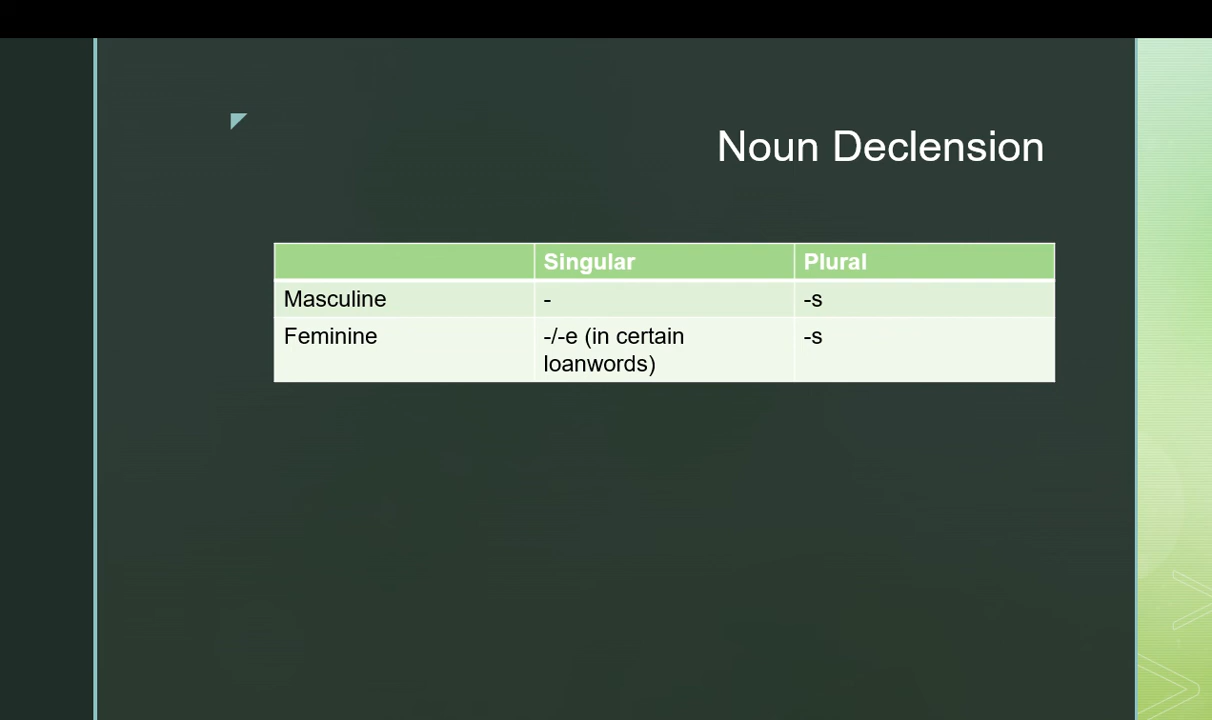 Noun Declension
Singular Plural
Masculine - -s
Feminine -/-e (in certain -s
loanwords)